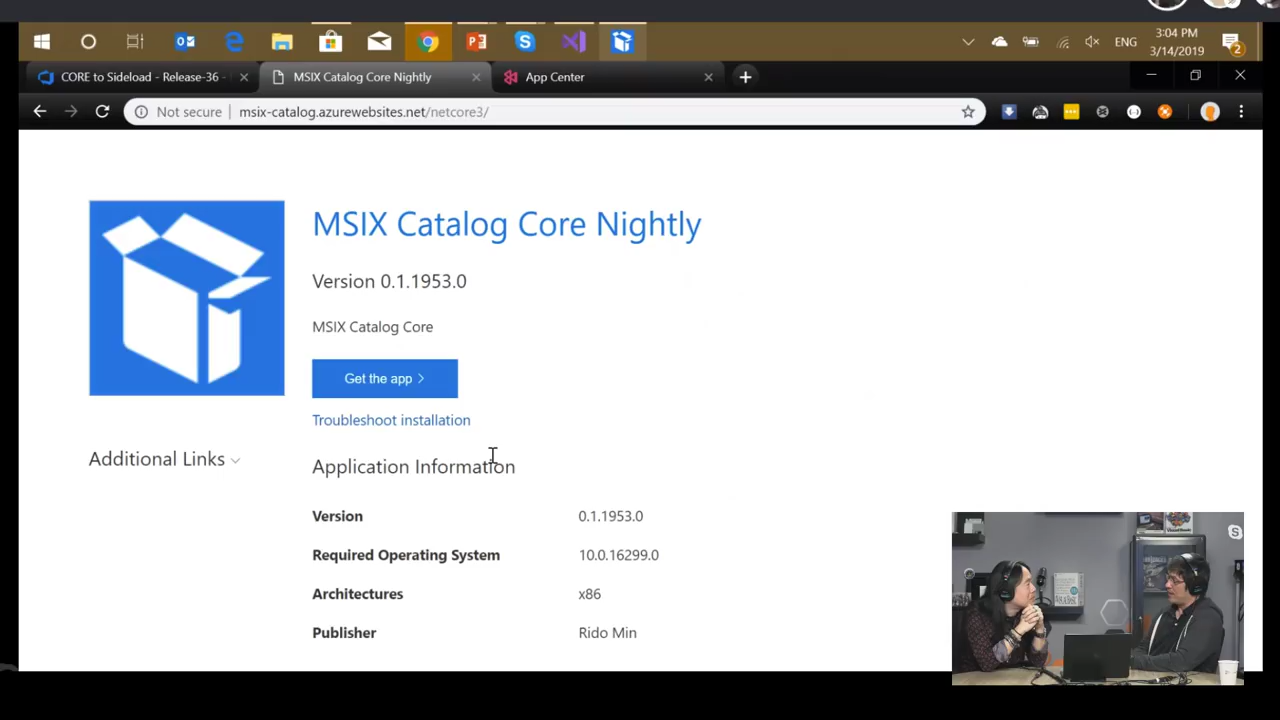 ENG
3:04 PM
3/14/2019
2
CORE to Sideload - Release-36
MSIX Catalog Core Nightly
App Center
Not secure
msix-catalog.azurewebsites.net/netcore3/
MSIX Catalog Core Nightly
Version 0.1.1953.0
MSIX Catalog Core
Get the app
Troubleshoot installation
Additional Links
Application Information
Version 0.1.1953.0
Required Operating System 10.0.16299.0
Architectures x86
Publisher Rido Min